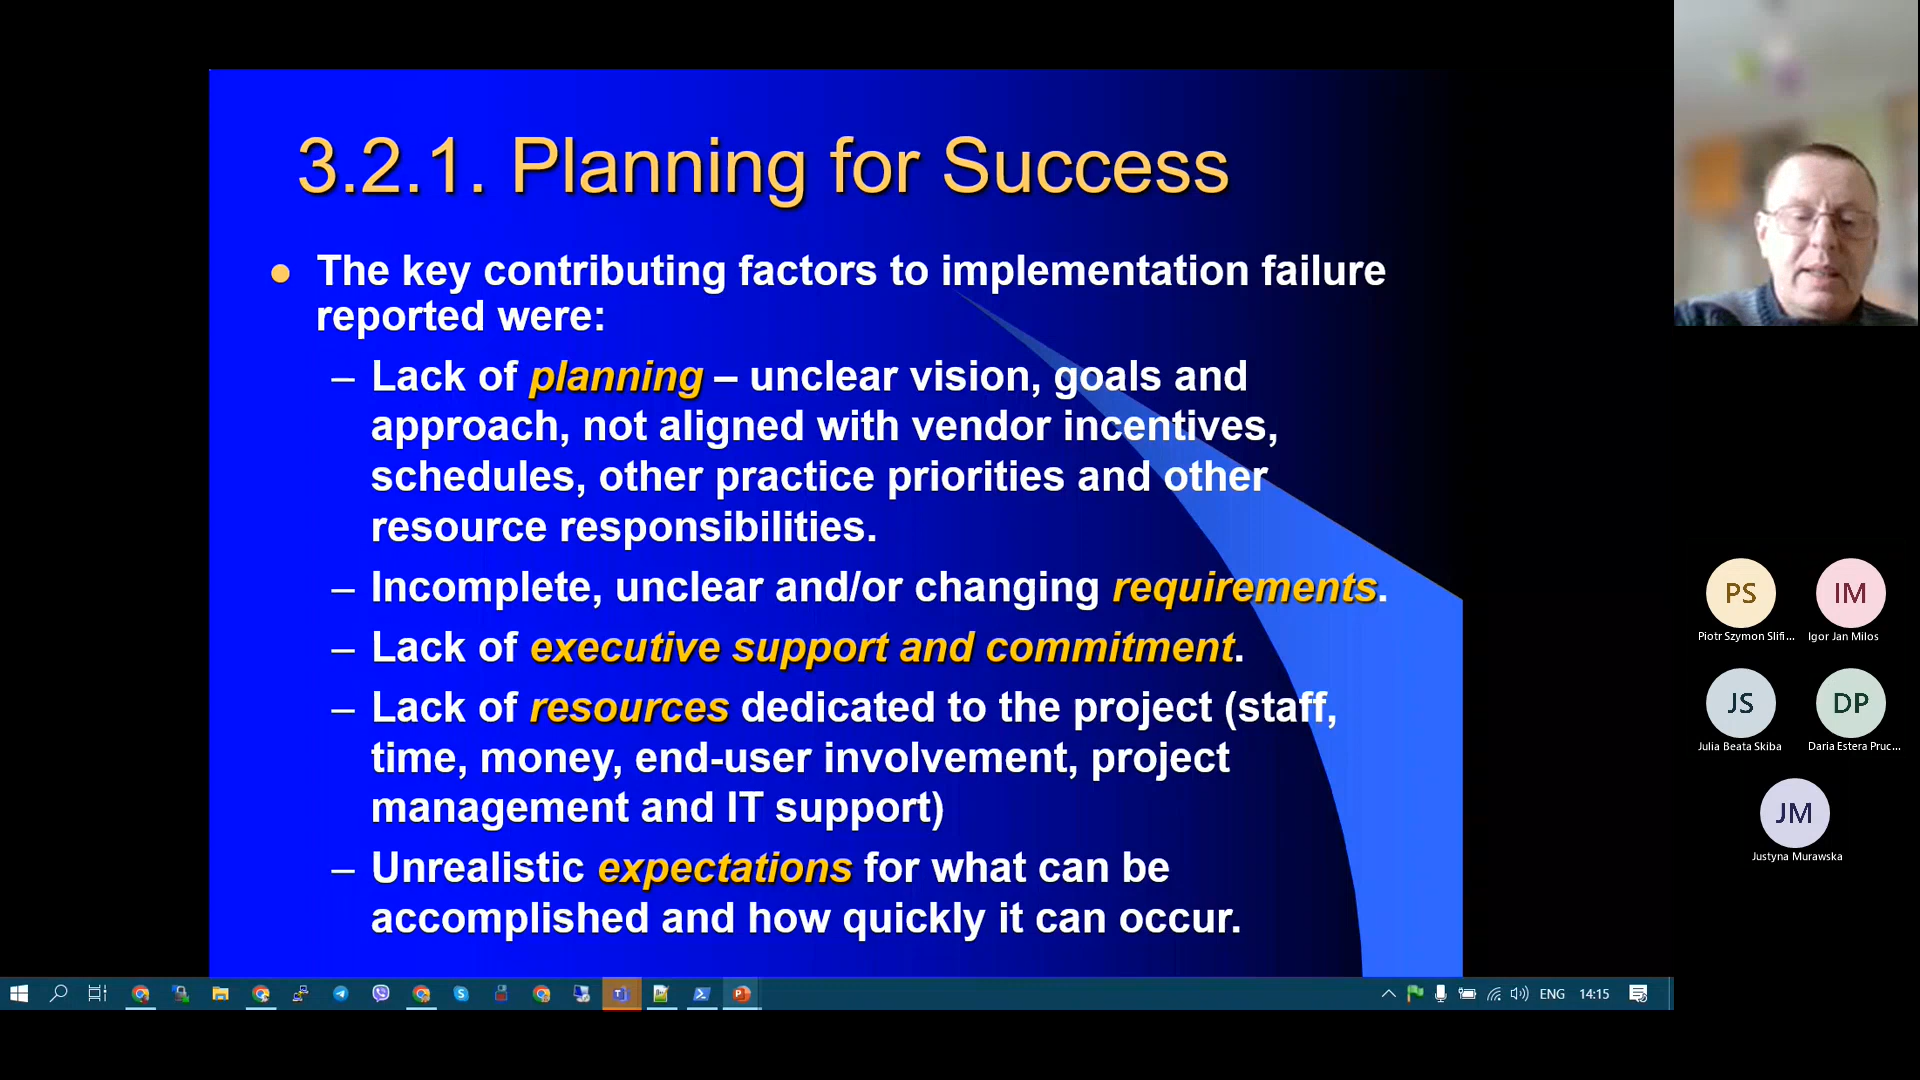 3.2.1. Planning for Success
The key contributing factors to implementation failure
reported were:
– Lack of planning – unclear vision, goals and
approach, not aligned with vendor incentives,
schedules, other practice priorities and other
resource responsibilities.
– Incomplete, unclear and/or changing requirements.
– Lack of executive support and commitment.
– Lack of resources dedicated to the project (staff,
time, money, end-user involvement, project
management and IT support)
– Unrealistic expectations for what can be
accomplished and how quickly it can occur.
PS
IM
Piotr Szymon Slifi...
Igor Jan Milos
JS
DP
Julia Beata Skiba
Daria Estera Pruc...
JM
Justyna Murawska
ENG
14:15